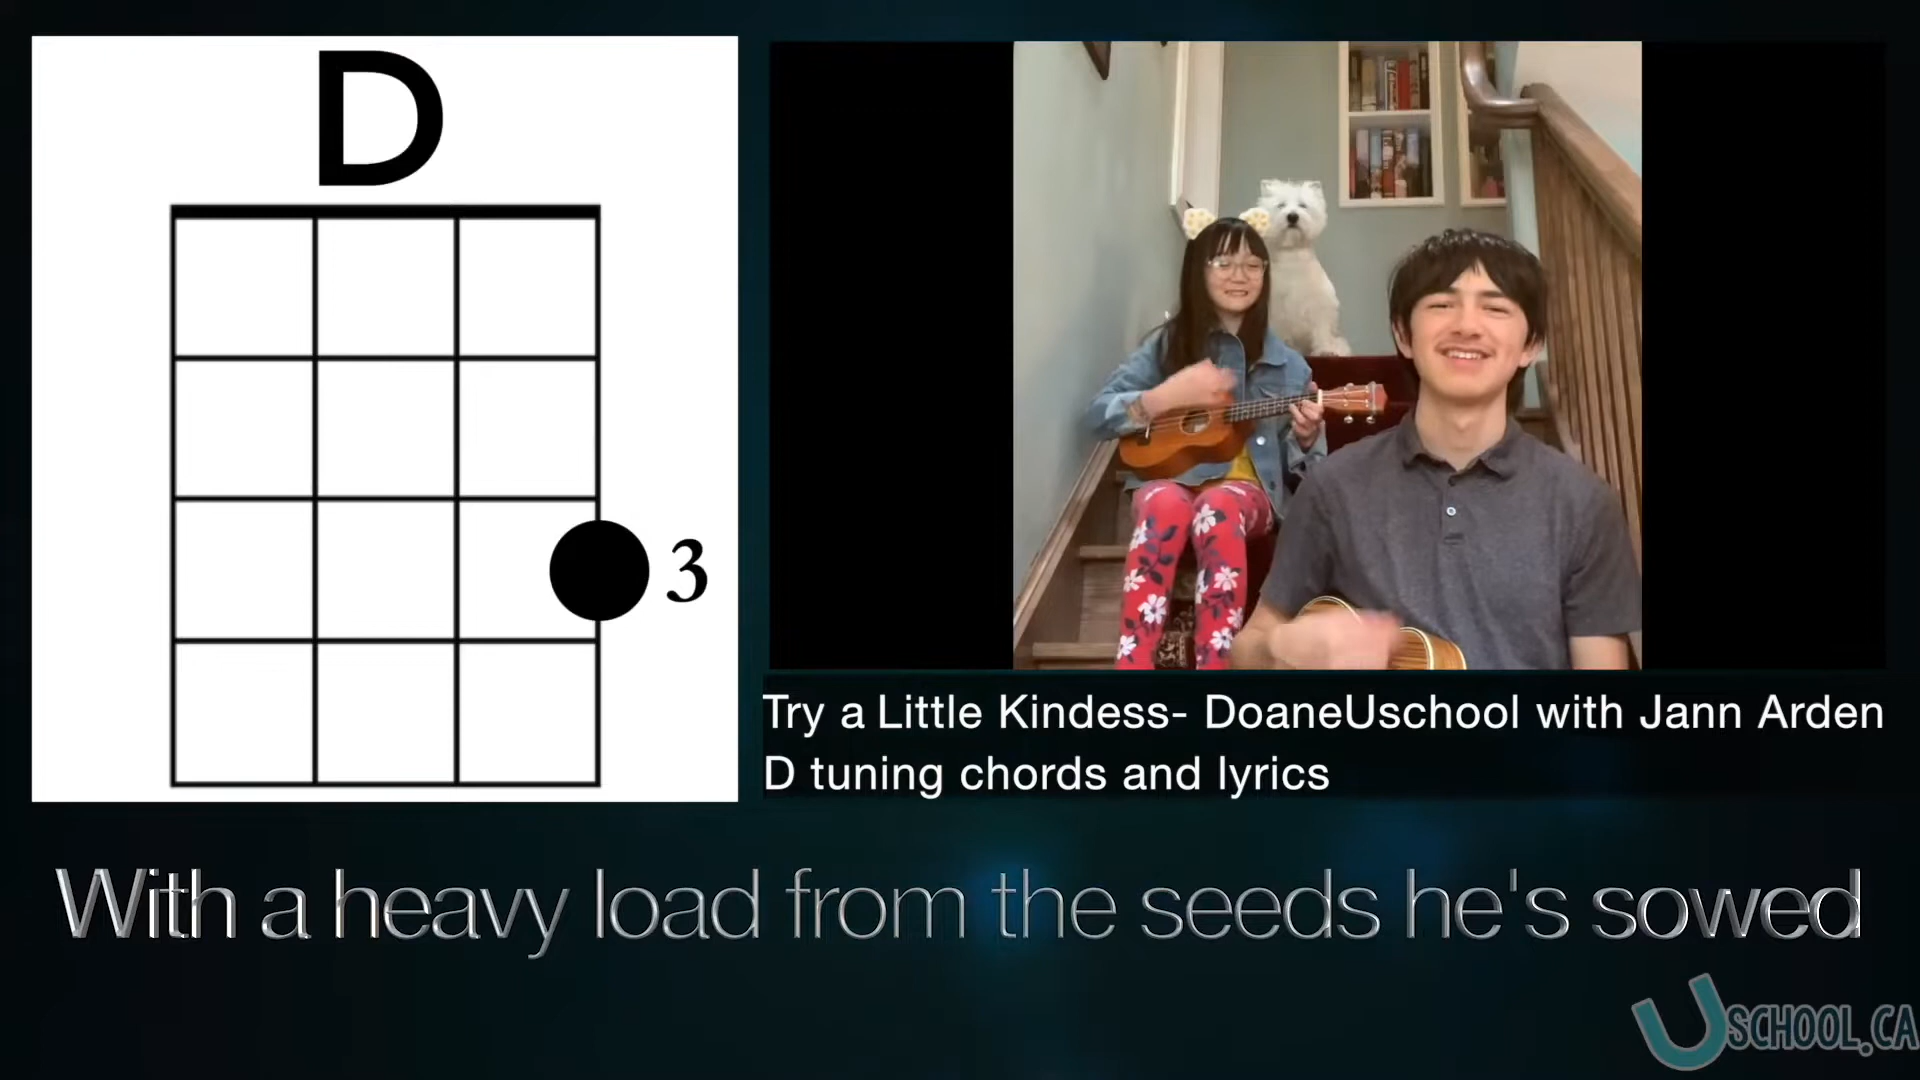 D
3
Try a Little Kindess- DoaneUschool with Jann Arden
D tuning chords and lyrics
With a heavy load from the seeds he's sowed
USCHOOL.CA